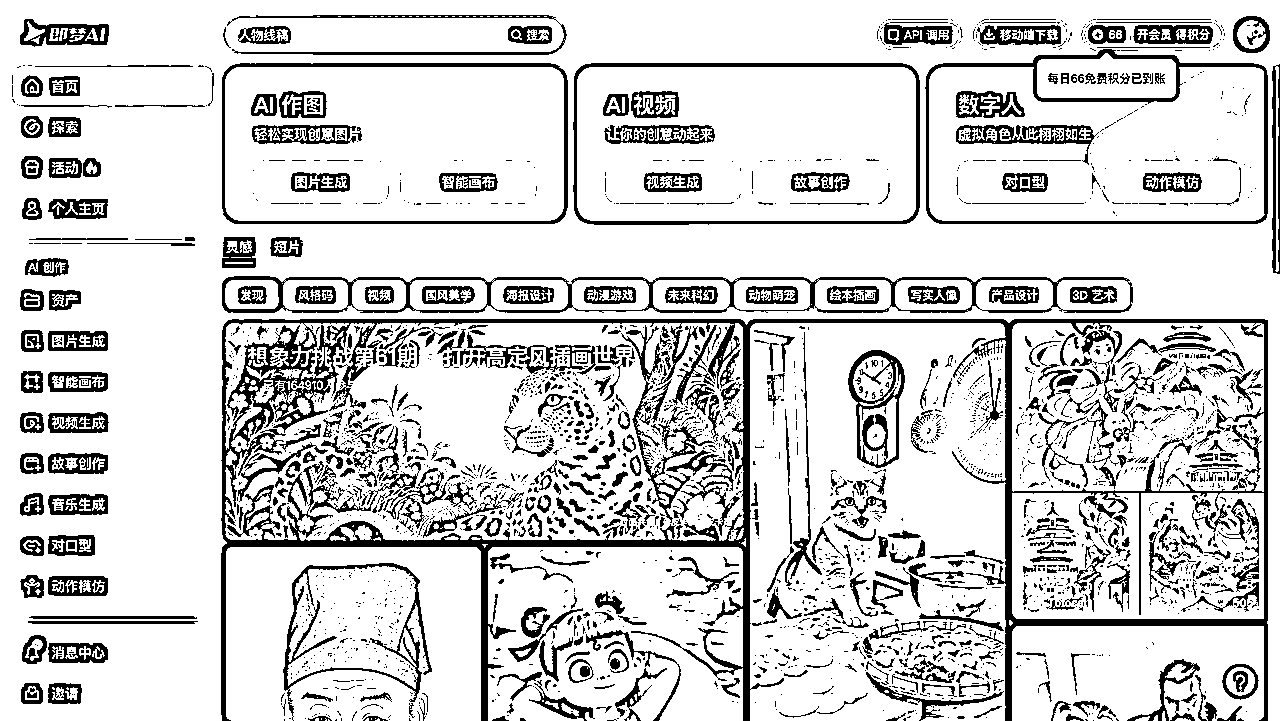 即梦AI
人物线稿
搜索
API 调用
移动端下载
66
开会员 得积分
每日66免费积分已到账
首页
探索
活动
个人主页
AI 创作
资产
图片生成
智能画布
视频生成
故事创作
音乐生成
对口型
动作模仿
消息中心
邀请
AI 作图
轻松实现创意图片
图片生成
智能画布
AI 视频
让你的创意动起来
视频生成
故事创作
数字人
虚拟角色从此栩栩如生
对口型
动作模仿
灵感
短片
发现
风格码
视频
国风美学
海报设计
动漫游戏
未来科幻
动物萌宠
绘本插画
写实人像
产品设计
3D 艺术
想象力挑战第61期
打开高定风插画世界